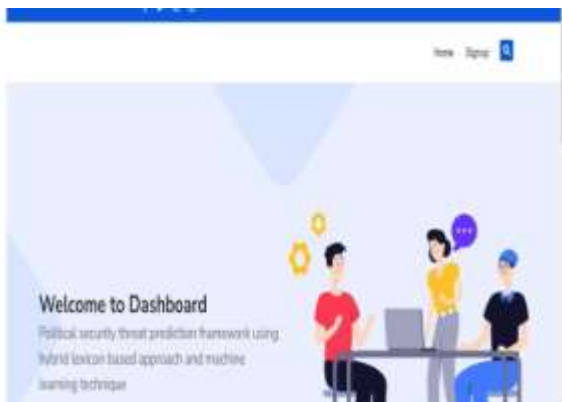 Home Signup
Welcome to Dashboard
Political security threat prediction framework using
hybrid lexicon based approach and machine
learning technique